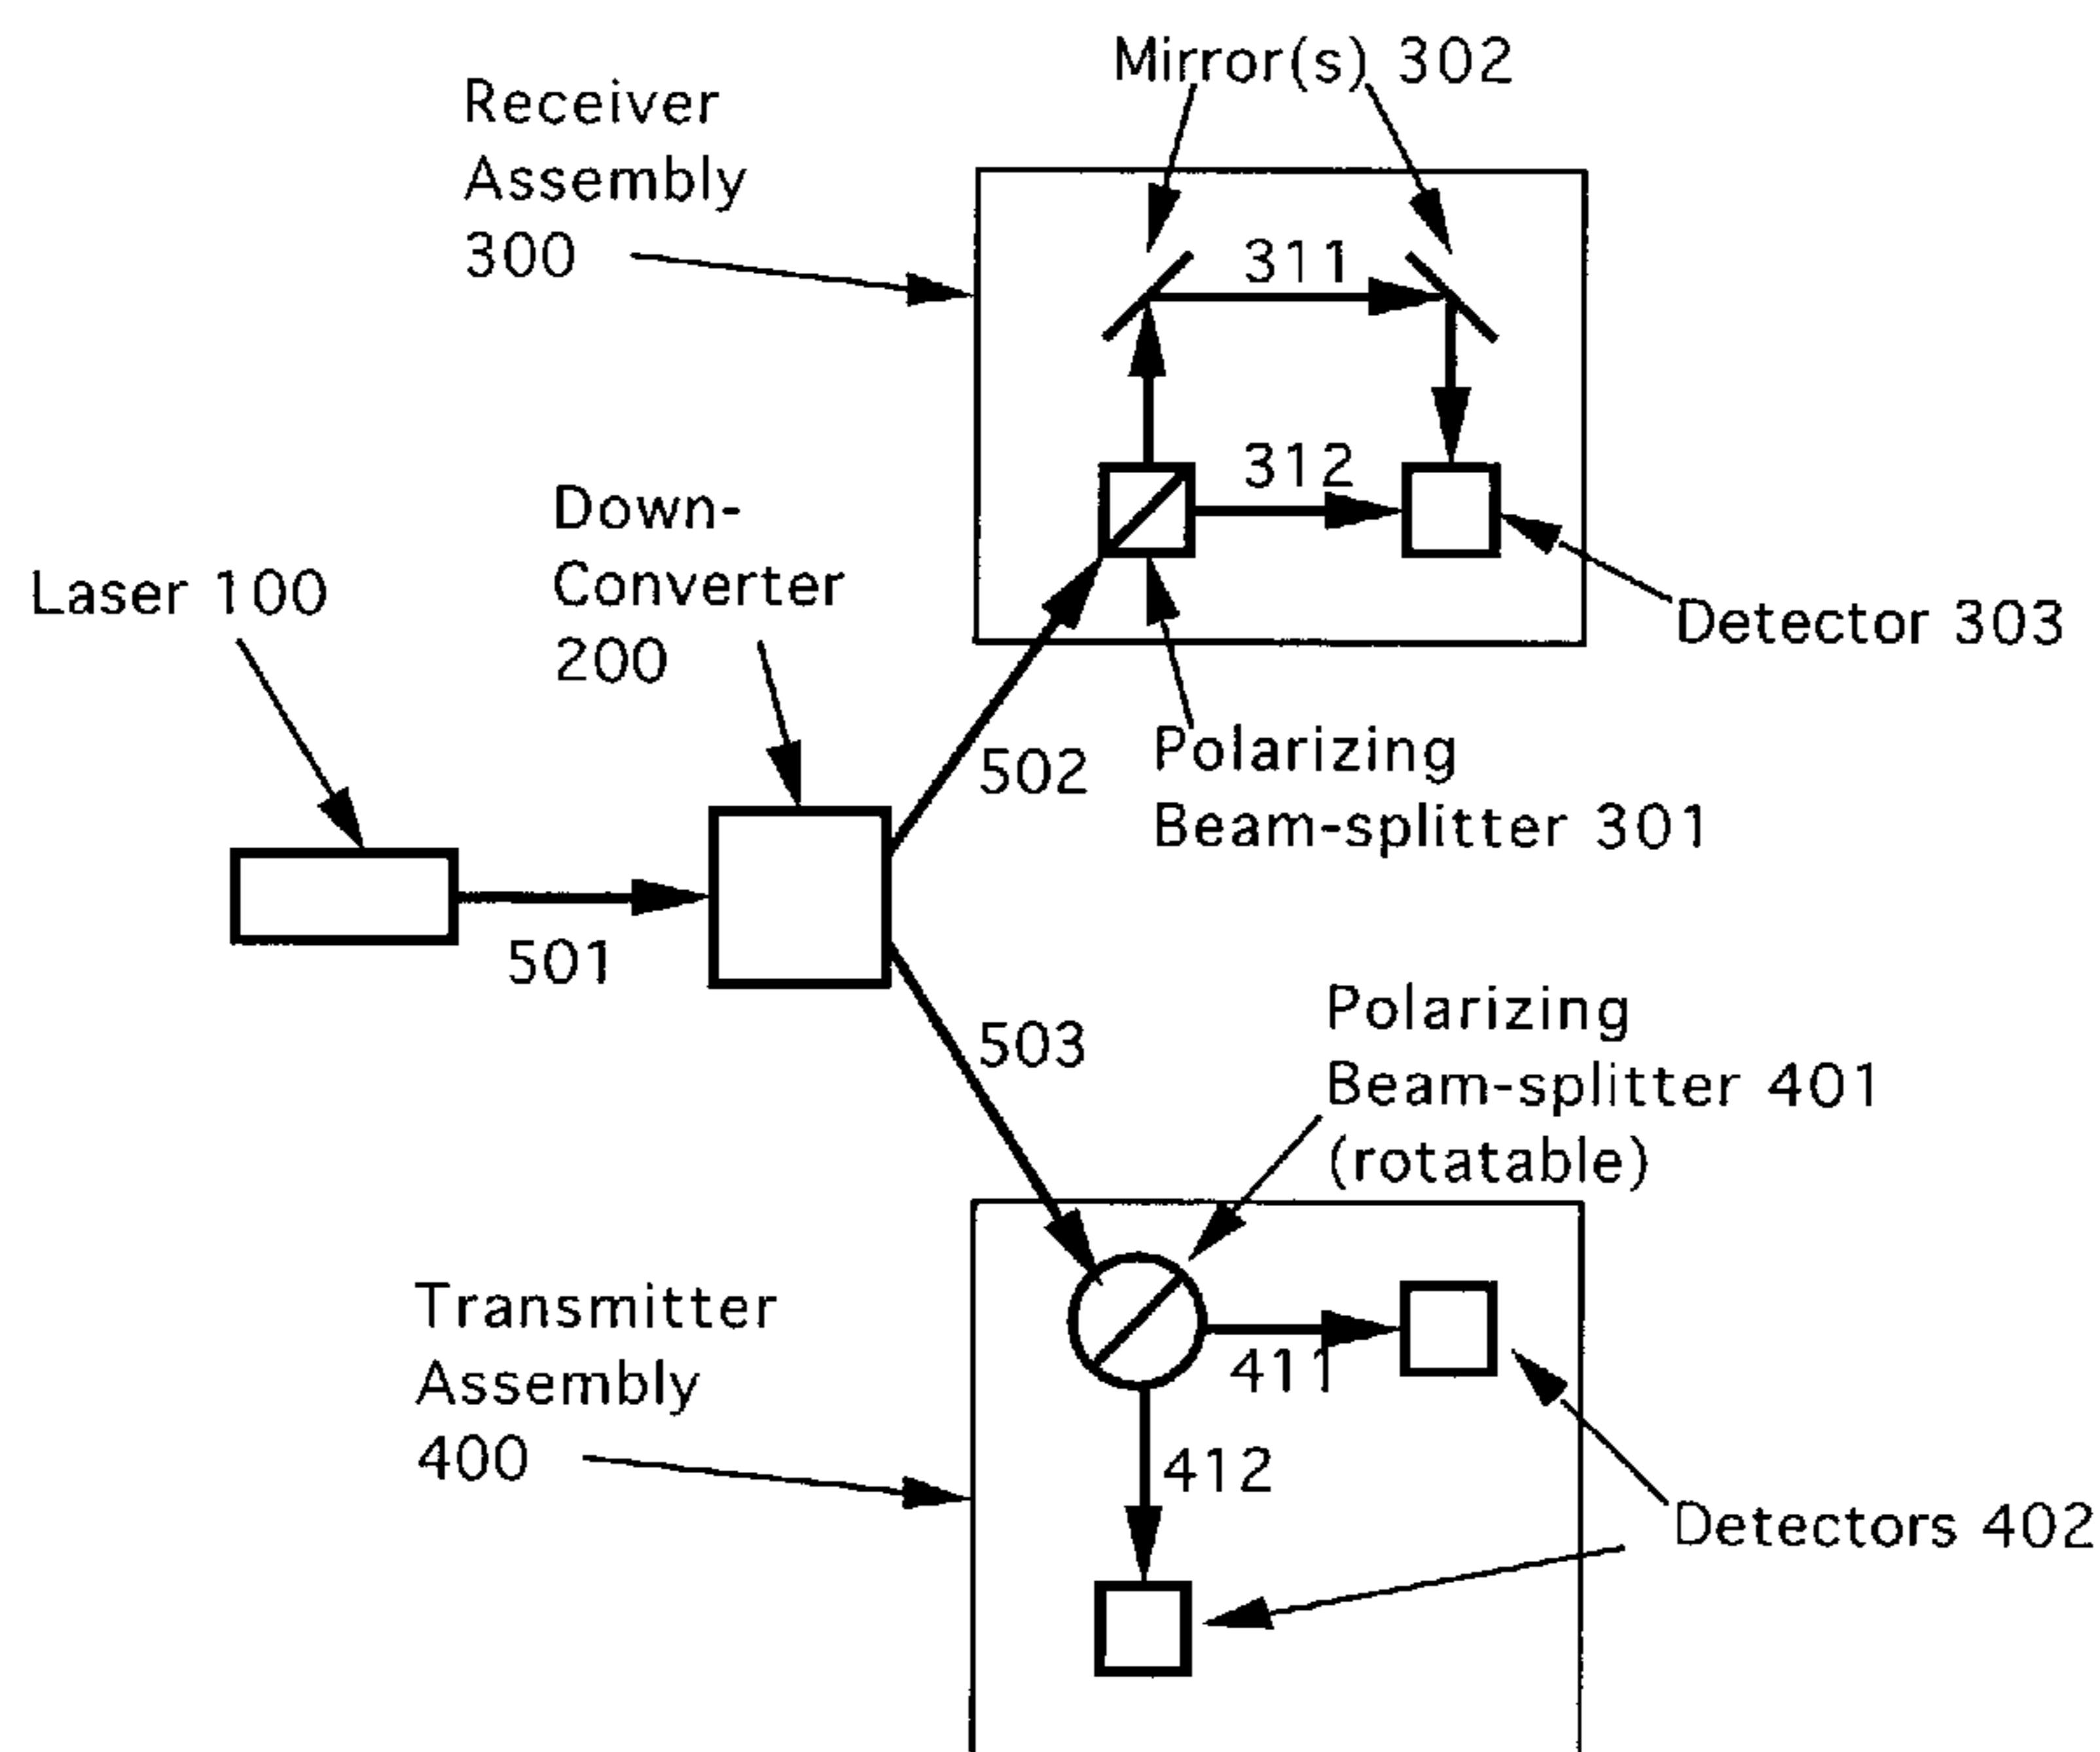 Mirror(s) 302
Receiver
Assembly
300
311
312
Down-
Converter
200
Laser 100
Detector 303
502
Polarizing
Beam-splitter 301
501
503
Polarizing
Beam-splitter 401
(rotatable)
Transmitter
Assembly
400
411
412
Detectors 402